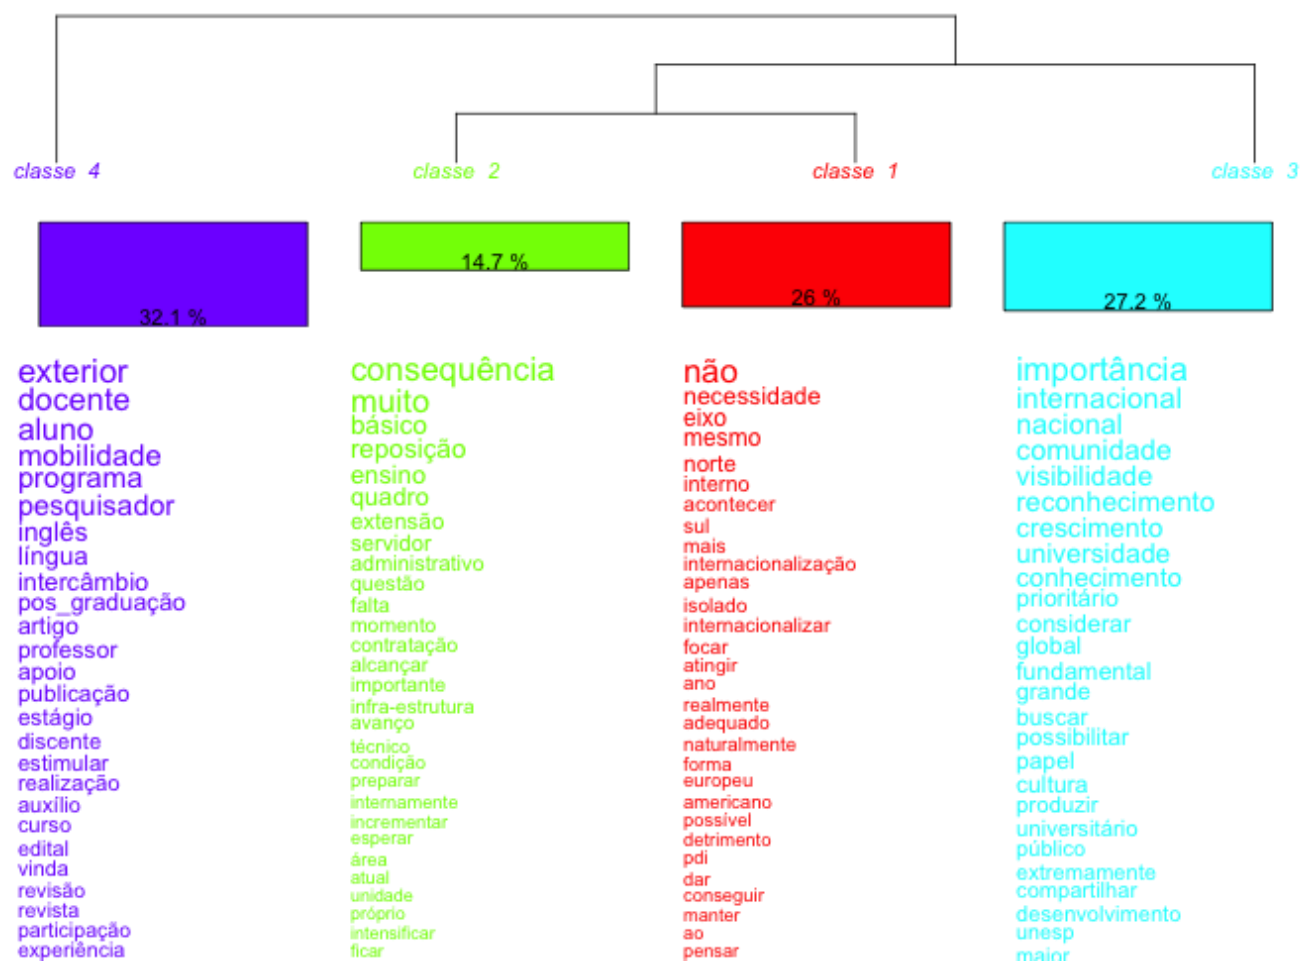 classe 4
classe 2
classe 1
classe 3
32.1 %
14.7 %
26 %
27.2 %
exterior
docente
aluno
mobilidade
programa
pesquisador
inglês
língua
intercâmbio
pos_graduação
artigo
professor
apoio
publicação
estágio
discente
estimular
realização
auxílio
curso
edital
vinda
revisão
revista
participação
experiência
consequência
muito
básico
reposição
ensino
quadro
extensão
servidor
administrativo
questão
falta
momento
contratação
alcançar
importante
infra-estrutura
avanço
técnico
condição
preparar
internamente
incrementar
esperar
área
atual
unidade
próprio
intensificar
ficar
não
necessidade
eixo
mesmo
norte
interno
acontecer
sul
mais
internacionalização
apenas
isolado
internacionalizar
focar
atingir
ano
realmente
adequado
naturalmente
forma
europeu
americano
possível
detrimento
pdi
dar
conseguir
manter
ao
pensar
importância
internacional
nacional
comunidade
visibilidade
reconhecimento
crescimento
universidade
conhecimento
prioritário
considerar
global
fundamental
grande
buscar
possibilitar
papel
cultura
produzir
universitário
público
extremamente
compartilhar
desenvolvimento
unesp
maior